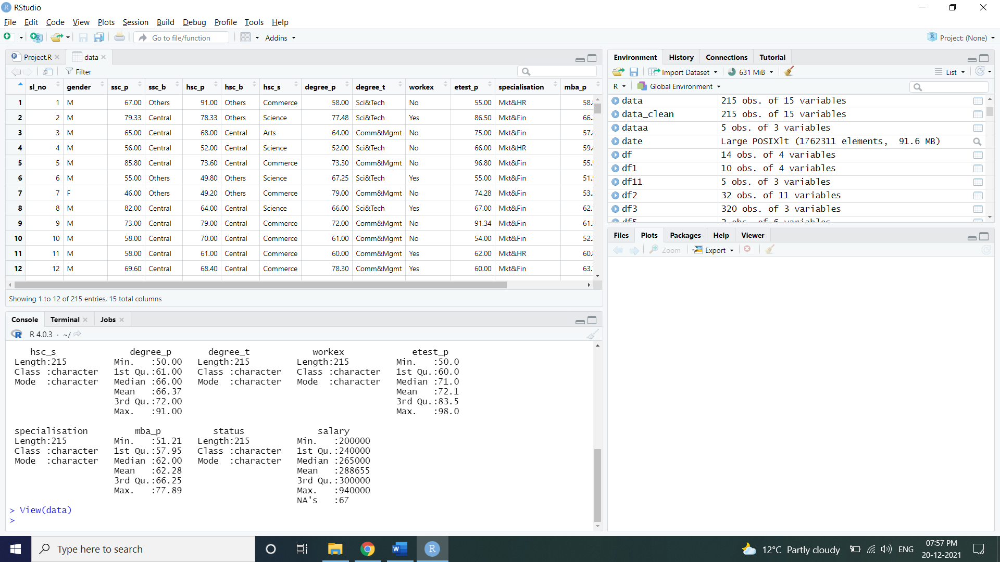 RStudio
File Edit Code View Plots Session Build Debug Profile Tools Help
Go to file/function Addins Project: (None)
Project.R data
Filter
sl_no gender ssc_p ssc_b hsc_p hsc_b hsc_s degree_p degree_t workex etest_p specialisation mba_p
1 1 M 67.00 Others 91.00 Others Commerce 58.00 Sci&Tech No 55.00 Mkt&HR 58.
2 2 M 79.33 Central 78.33 Others Science 77.48 Sci&Tech Yes 86.50 Mkt&Fin 66.
3 3 M 65.00 Central 68.00 Central Arts 64.00 Comm&Mgmt No 75.00 Mkt&Fin 57.
4 4 M 56.00 Central 52.00 Central Science 52.00 Sci&Tech No 66.00 Mkt&HR 59.
5 5 M 85.80 Central 73.60 Central Commerce 73.30 Comm&Mgmt No 96.80 Mkt&Fin 55.
6 6 M 55.00 Others 49.80 Others Science 67.25 Sci&Tech Yes 55.00 Mkt&Fin 51.
7 7 F 46.00 Others 49.20 Others Commerce 79.00 Comm&Mgmt No 74.28 Mkt&Fin 53.
8 8 M 82.00 Central 64.00 Central Science 66.00 Sci&Tech Yes 67.00 Mkt&Fin 62.
9 9 M 73.00 Central 79.00 Central Commerce 72.00 Comm&Mgmt No 91.34 Mkt&Fin 61.
10 10 M 58.00 Central 70.00 Central Commerce 61.00 Comm&Mgmt No 54.00 Mkt&Fin 52.
11 11 M 58.00 Central 61.00 Central Commerce 60.00 Comm&Mgmt Yes 62.00 Mkt&HR 60.
12 12 M 69.60 Central 68.40 Central Commerce 78.30 Comm&Mgmt Yes 60.00 Mkt&Fin 63.
Showing 1 to 12 of 215 entries, 15 total columns
Console Terminal Jobs
R 4.0.3 · ~/
hsc_s degree_p degree_t workex etest_p
Length:215 Min. :50.00 Length:215 Length:215 Min. :50.0
Class :character 1st Qu.:61.00 Class :character Class :character 1st Qu.:60.0
Mode :character Median :66.00 Mode :character Mode :character Median :71.0
Mean :66.37 Mean :72.1
3rd Qu.:72.00 3rd Qu.:83.5
Max. :91.00 Max. :98.0
specialisation mba_p status salary
Length:215 Min. :51.21 Length:215 Min. :200000
Class :character 1st Qu.:57.95 Class :character 1st Qu.:240000
Mode :character Median :62.00 Mode :character Median :265000
Mean :62.28 Mean :288655
3rd Qu.:66.25 3rd Qu.:300000
Max. :77.89 Max. :940000
NA's :67
> View(data)
>
Environment History Connections Tutorial
Import Dataset 631 MiB List
R Global Environment
data 215 obs. of 15 variables
data_clean 215 obs. of 15 variables
dataa 5 obs. of 3 variables
date Large POSIXlt (1762311 elements, 91.6 MB)
df 14 obs. of 4 variables
df1 10 obs. of 4 variables
df11 5 obs. of 3 variables
df2 32 obs. of 11 variables
df3 320 obs. of 3 variables
Files Plots Packages Help Viewer
Zoom Export
Type here to search
12°C Partly cloudy ENG
07:57 PM
20-12-2021